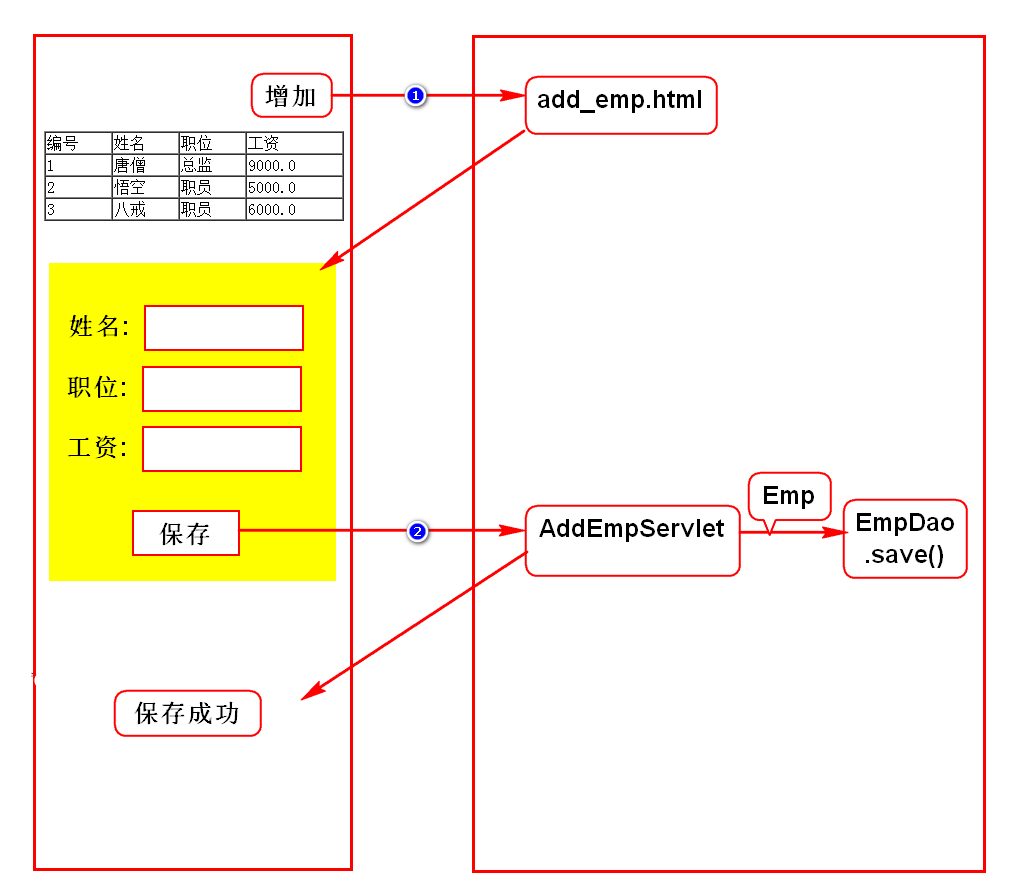 增加
1
add_emp.html
编号 姓名 职位 工资
1 唐僧 总监 9000.0
2 悟空 职员 5000.0
3 八戒 职员 6000.0
姓名:
职位:
工资:
保存
2
AddEmpServlet
Emp
EmpDao
.save()
保存成功